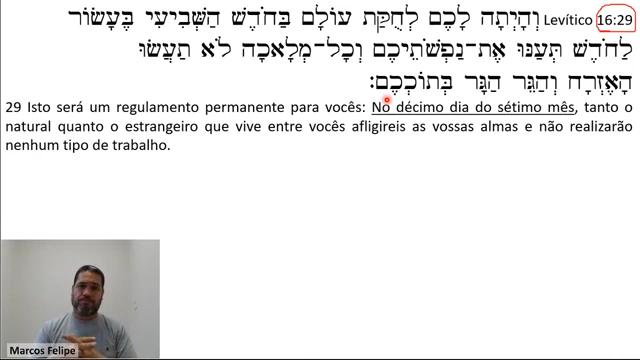 Levítico 16:29 וְהָיְתָה לָכֶם לְחֻקַּת עוֹלָם בַּחֹדֶשׁ הַשְּׁבִיעִי בֶּעָשׂוֹר
לַחֹדֶשׁ תְּעַנּוּ אֶת־נַפְשֹׁתֵיכֶם וְכָל־מְלָאכָה לֹא תַעֲשׂוּ
הָאֶזְרָח וְהַגֵּר הַגָּר בְּתוֹכְכֶם׃
29 Isto será um regulamento permanente para vocês: No décimo dia do sétimo mês, tanto o
natural quanto o estrangeiro que vive entre vocês afligireis as vossas almas e não realizarão
nenhum tipo de trabalho.
Marcos Felipe